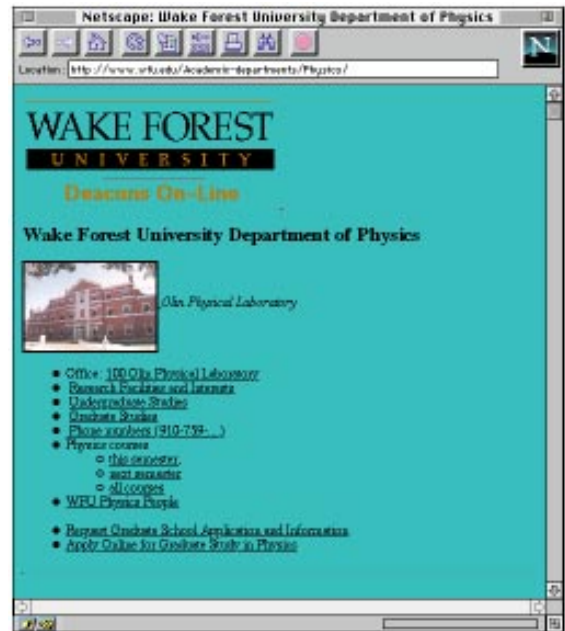 Netscape: Wake Forest University Department of Physics
N
Location: http://www.wfu.edu/Academic-departments/Physics/
WAKE FOREST
UNIVERSITY
Deacons On-Line
Wake Forest University Department of Physics
Olin Physical Laboratory
Office: 100 Olin Physical Laboratory
Research Facilities and Interests
Undergraduate Studies
Graduate Studies
Phone numbers (910-759-...)
Physics courses
this semester,
next semester
all courses
WFU Physics People
Request Graduate School Application and Information
Apply Online for Graduate Study in Physics